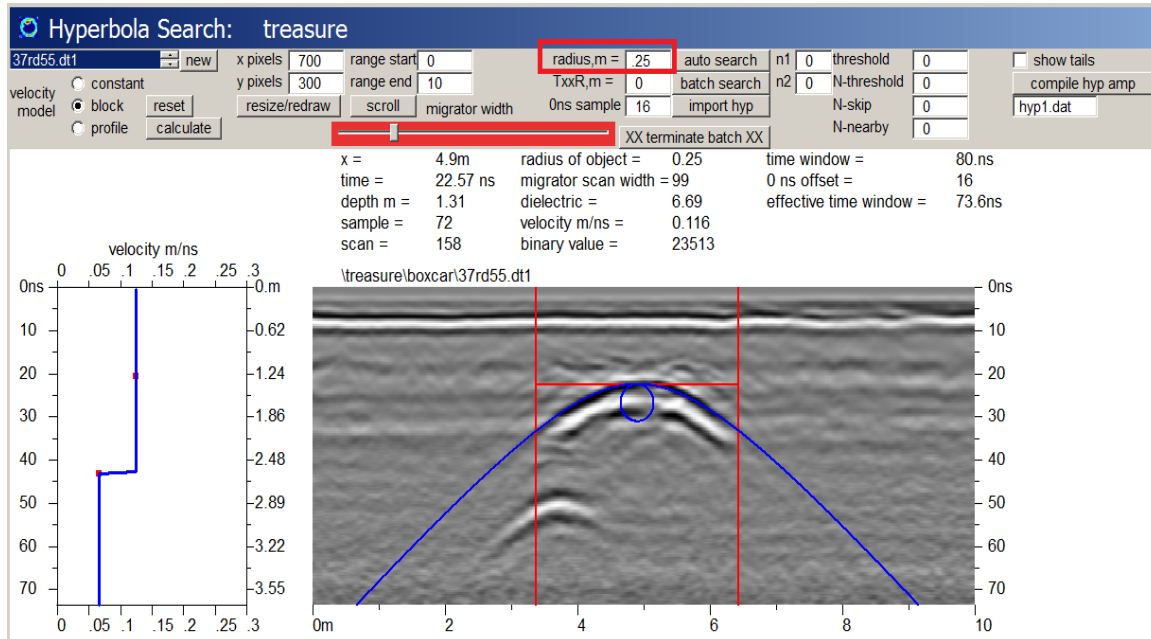 Hyperbola Search: treasure
37rd55.dt1 new x pixels 700 range start 0 radius,m = .25 auto search n1 0 threshold 0 show tails
velocity model constant y pixels 300 range end 10 TxxR,m = 0 batch search n2 0 N-threshold 0 compile hyp amp
block reset resize/redraw scroll migrator width 0ns sample 16 import hyp N-skip 0 hyp1.dat
profile calculate XX terminate batch XX N-nearby 0
x = 4.9m radius of object = 0.25 time window = 80.ns
time = 22.57 ns migrator scan width = 99 0 ns offset = 16
depth m = 1.31 dielectric = 6.69 effective time window = 73.6ns
sample = 72 velocity m/ns = 0.116
scan = 158 binary value = 23513
velocity m/ns
0 .05 .1 .15 .2 .25 .3
\treasure\boxcar\37rd55.dt1
0ns 0.m 0ns
10 0.62 10
20 1.24 20
30 1.86 30
40 2.48 40
50 2.89 50
60 3.22 60
70 3.55 70
0 .05 .1 .15 .2 .25 .3 0m 2 4 6 8 10